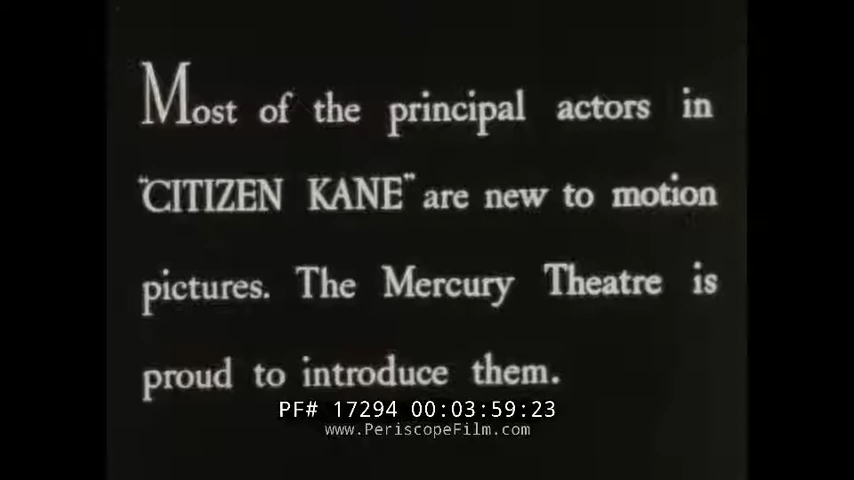 Most of the principal actors in
"CITIZEN KANE" are new to motion
pictures. The Mercury Theatre is
proud to introduce them.
PF# 17294 00:03:59:23
www.PeriscopeFilm.com